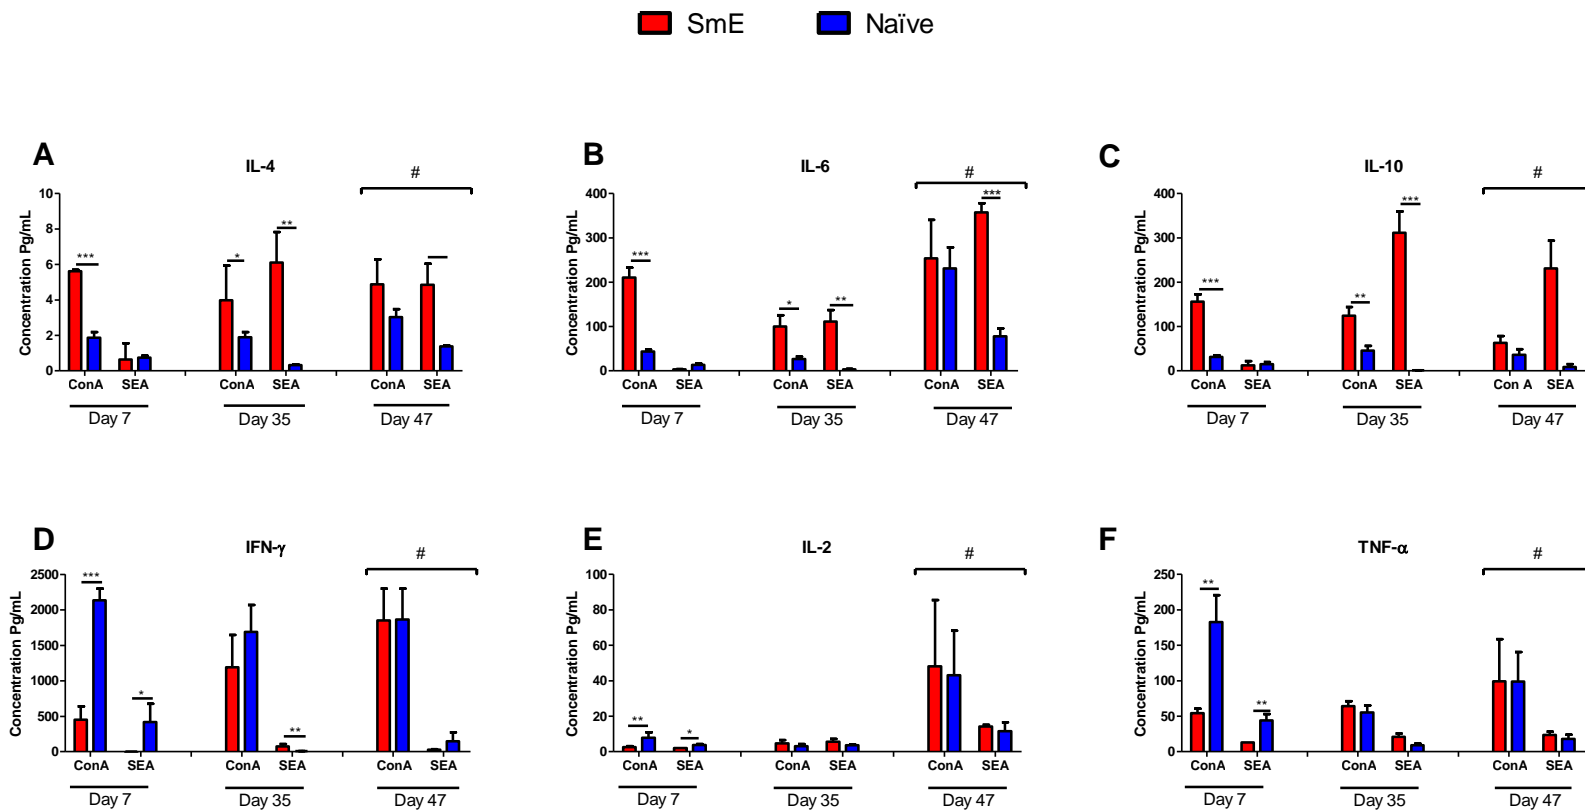 SmE Naïve
A IL-4 #
Concentration Pg/mL
10
8
6
4
2
0
*** * **
ConA SEA ConA SEA ConA SEA
Day 7 Day 35 Day 47
B IL-6 #
Concentration Pg/mL
400
300
200
100
0
*** * ** ***
ConA SEA ConA SEA ConA SEA
Day 7 Day 35 Day 47
C IL-10 #
Concentration Pg/mL
400
300
200
100
0
*** ** ***
ConA SEA ConA SEA Con A SEA
Day 7 Day 35 Day 47
D IFN-γ #
Concentration Pg/mL
2500
2000
1500
1000
500
0
*** * **
ConA SEA ConA SEA ConA SEA
Day 7 Day 35 Day 47
E IL-2 #
Concentration Pg/mL
100
80
60
40
20
0
** *
ConA SEA ConA SEA ConA SEA
Day 7 Day 35 Day 47
F TNF-α #
Concentration Pg/mL
250
200
150
100
50
0
** **
ConA SEA ConA SEA ConA SEA
Day 7 Day 35 Day 47